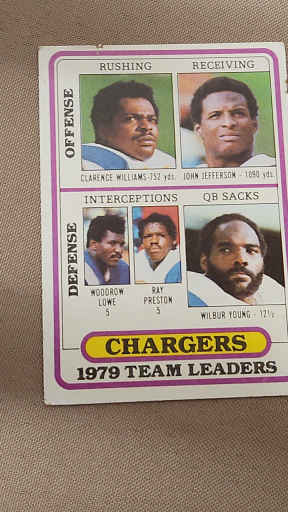 RUSHING
RECEIVING
OFFENSE
CLARENCE WILLIAMS-752 yds.
JOHN JEFFERSON - 1090 yds.
INTERCEPTIONS
QB SACKS
DEFENSE
WOODROW
LOWE
5
RAY
PRESTON
5
WILBUR YOUNG - 12½
CHARGERS
1979 TEAM LEADERS